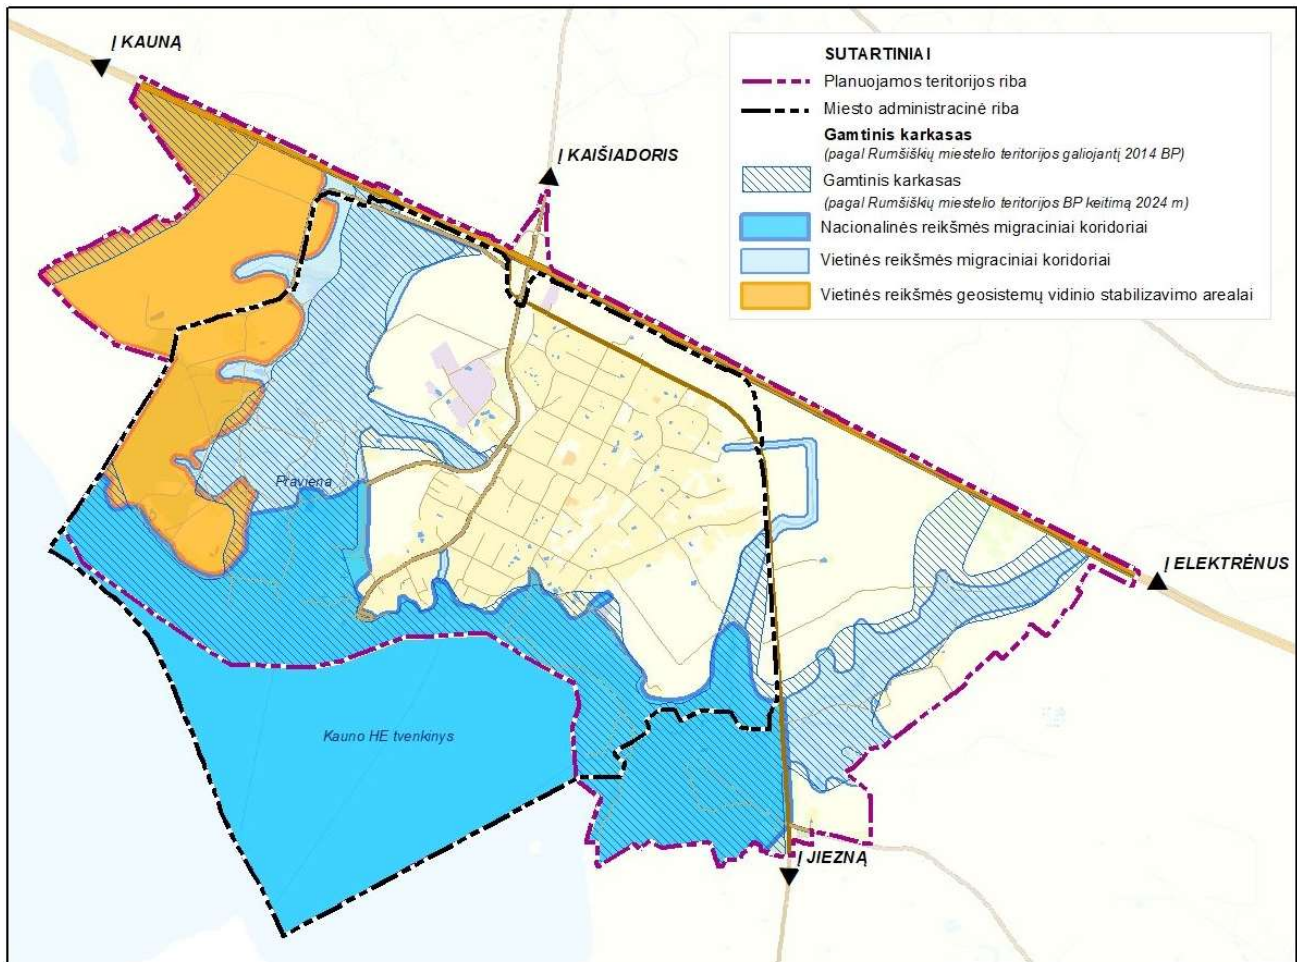 Į KAUNĄ
Į KAIŠIADORIS
SUTARTINIAI
Planuojamos teritorijos riba
Miesto administracinė riba
Gamtinis karkasas
(pagal Rumšiškių miestelio teritorijos galiojantį 2014 BP)
Gamtinis karkasas
(pagal Rumšiškių miestelio teritorijos BP keitimą 2024 m)
Nacionalinės reikšmės migraciniai koridoriai
Vietinės reikšmės migraciniai koridoriai
Vietinės reikšmės geosistemų vidinio stabilizavimo arealai
Praviena
Į ELEKTRĖNUS
Kauno HE tvenkinys
Į JIEZNĄ